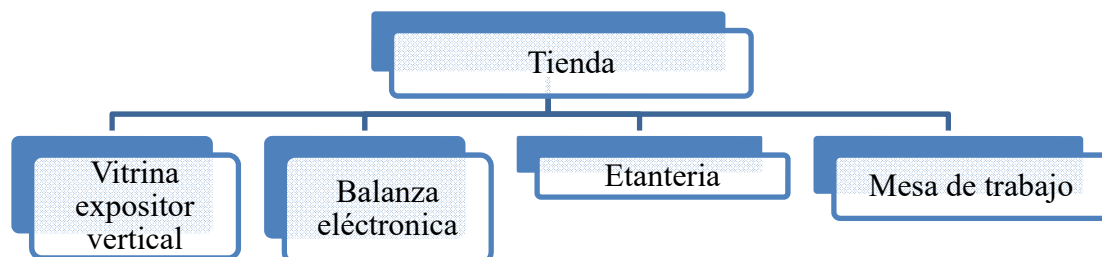 Tienda
Vitrina
expositor
vertical
Balanza
eléctronica
Etanteria
Mesa de trabajo